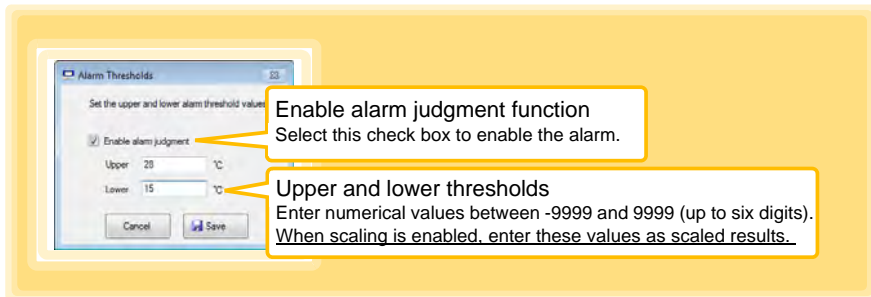 Alarm Thresholds
Set the upper and lower alarm threshold values
Enable alarm judgment
Upper 28 °C
Lower 15 °C
Cancel Save
Enable alarm judgment function
Select this check box to enable the alarm.
Upper and lower thresholds
Enter numerical values between -9999 and 9999 (up to six digits).
When scaling is enabled, enter these values as scaled results.